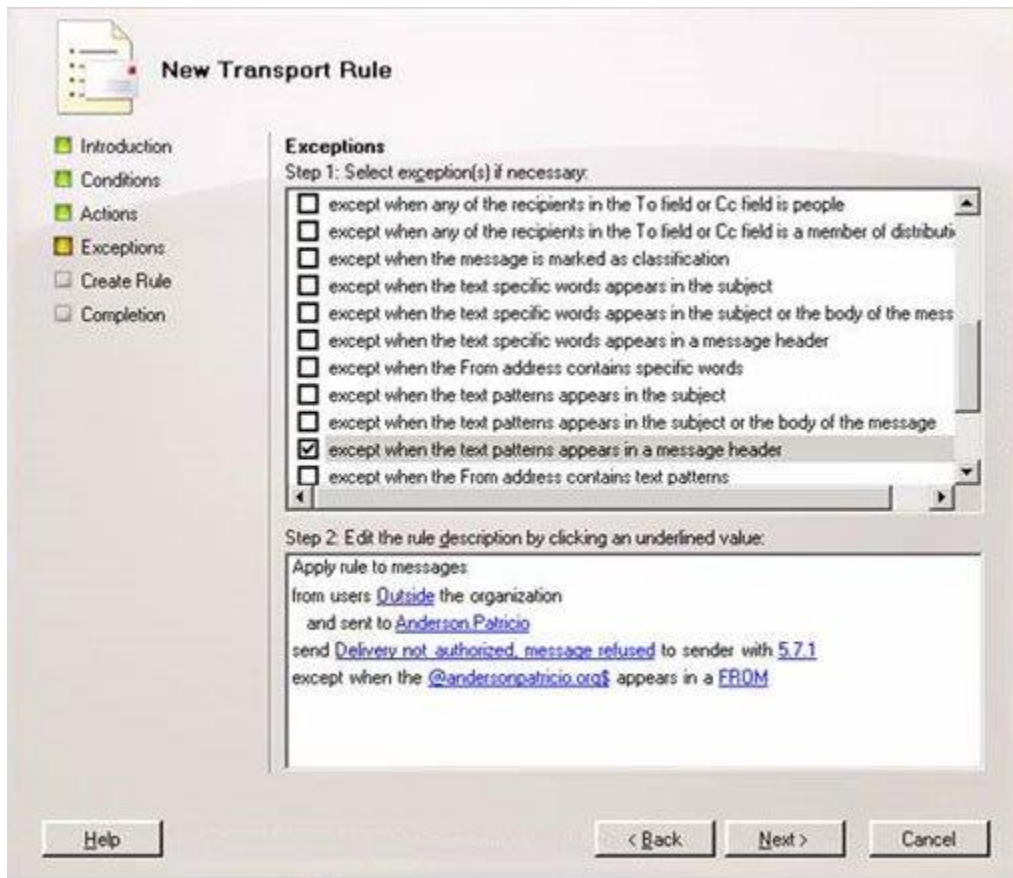 New Transport Rule
Introduction
Conditions
Actions
Exceptions
Create Rule
Completion
Exceptions
Step 1: Select exception(s) if necessary:
except when any of the recipients in the To field or Cc field is people
except when any of the recipients in the To field or Cc field is a member of distributi
except when the message is marked as classification
except when the text specific words appears in the subject
except when the text specific words appears in the subject or the body of the mess
except when the text specific words appears in a message header
except when the From address contains specific words
except when the text patterns appears in the subject
except when the text patterns appears in the subject or the body of the message
except when the text patterns appears in a message header
except when the From address contains text patterns
Step 2: Edit the rule description by clicking an underlined value:
Apply rule to messages
from users Outside the organization
and sent to Anderson Patricio
send Delivery not authorized, message refused to sender with 5.7.1
except when the @andersonpatricio.org$ appears in a FROM
Help
< Back
Next >
Cancel